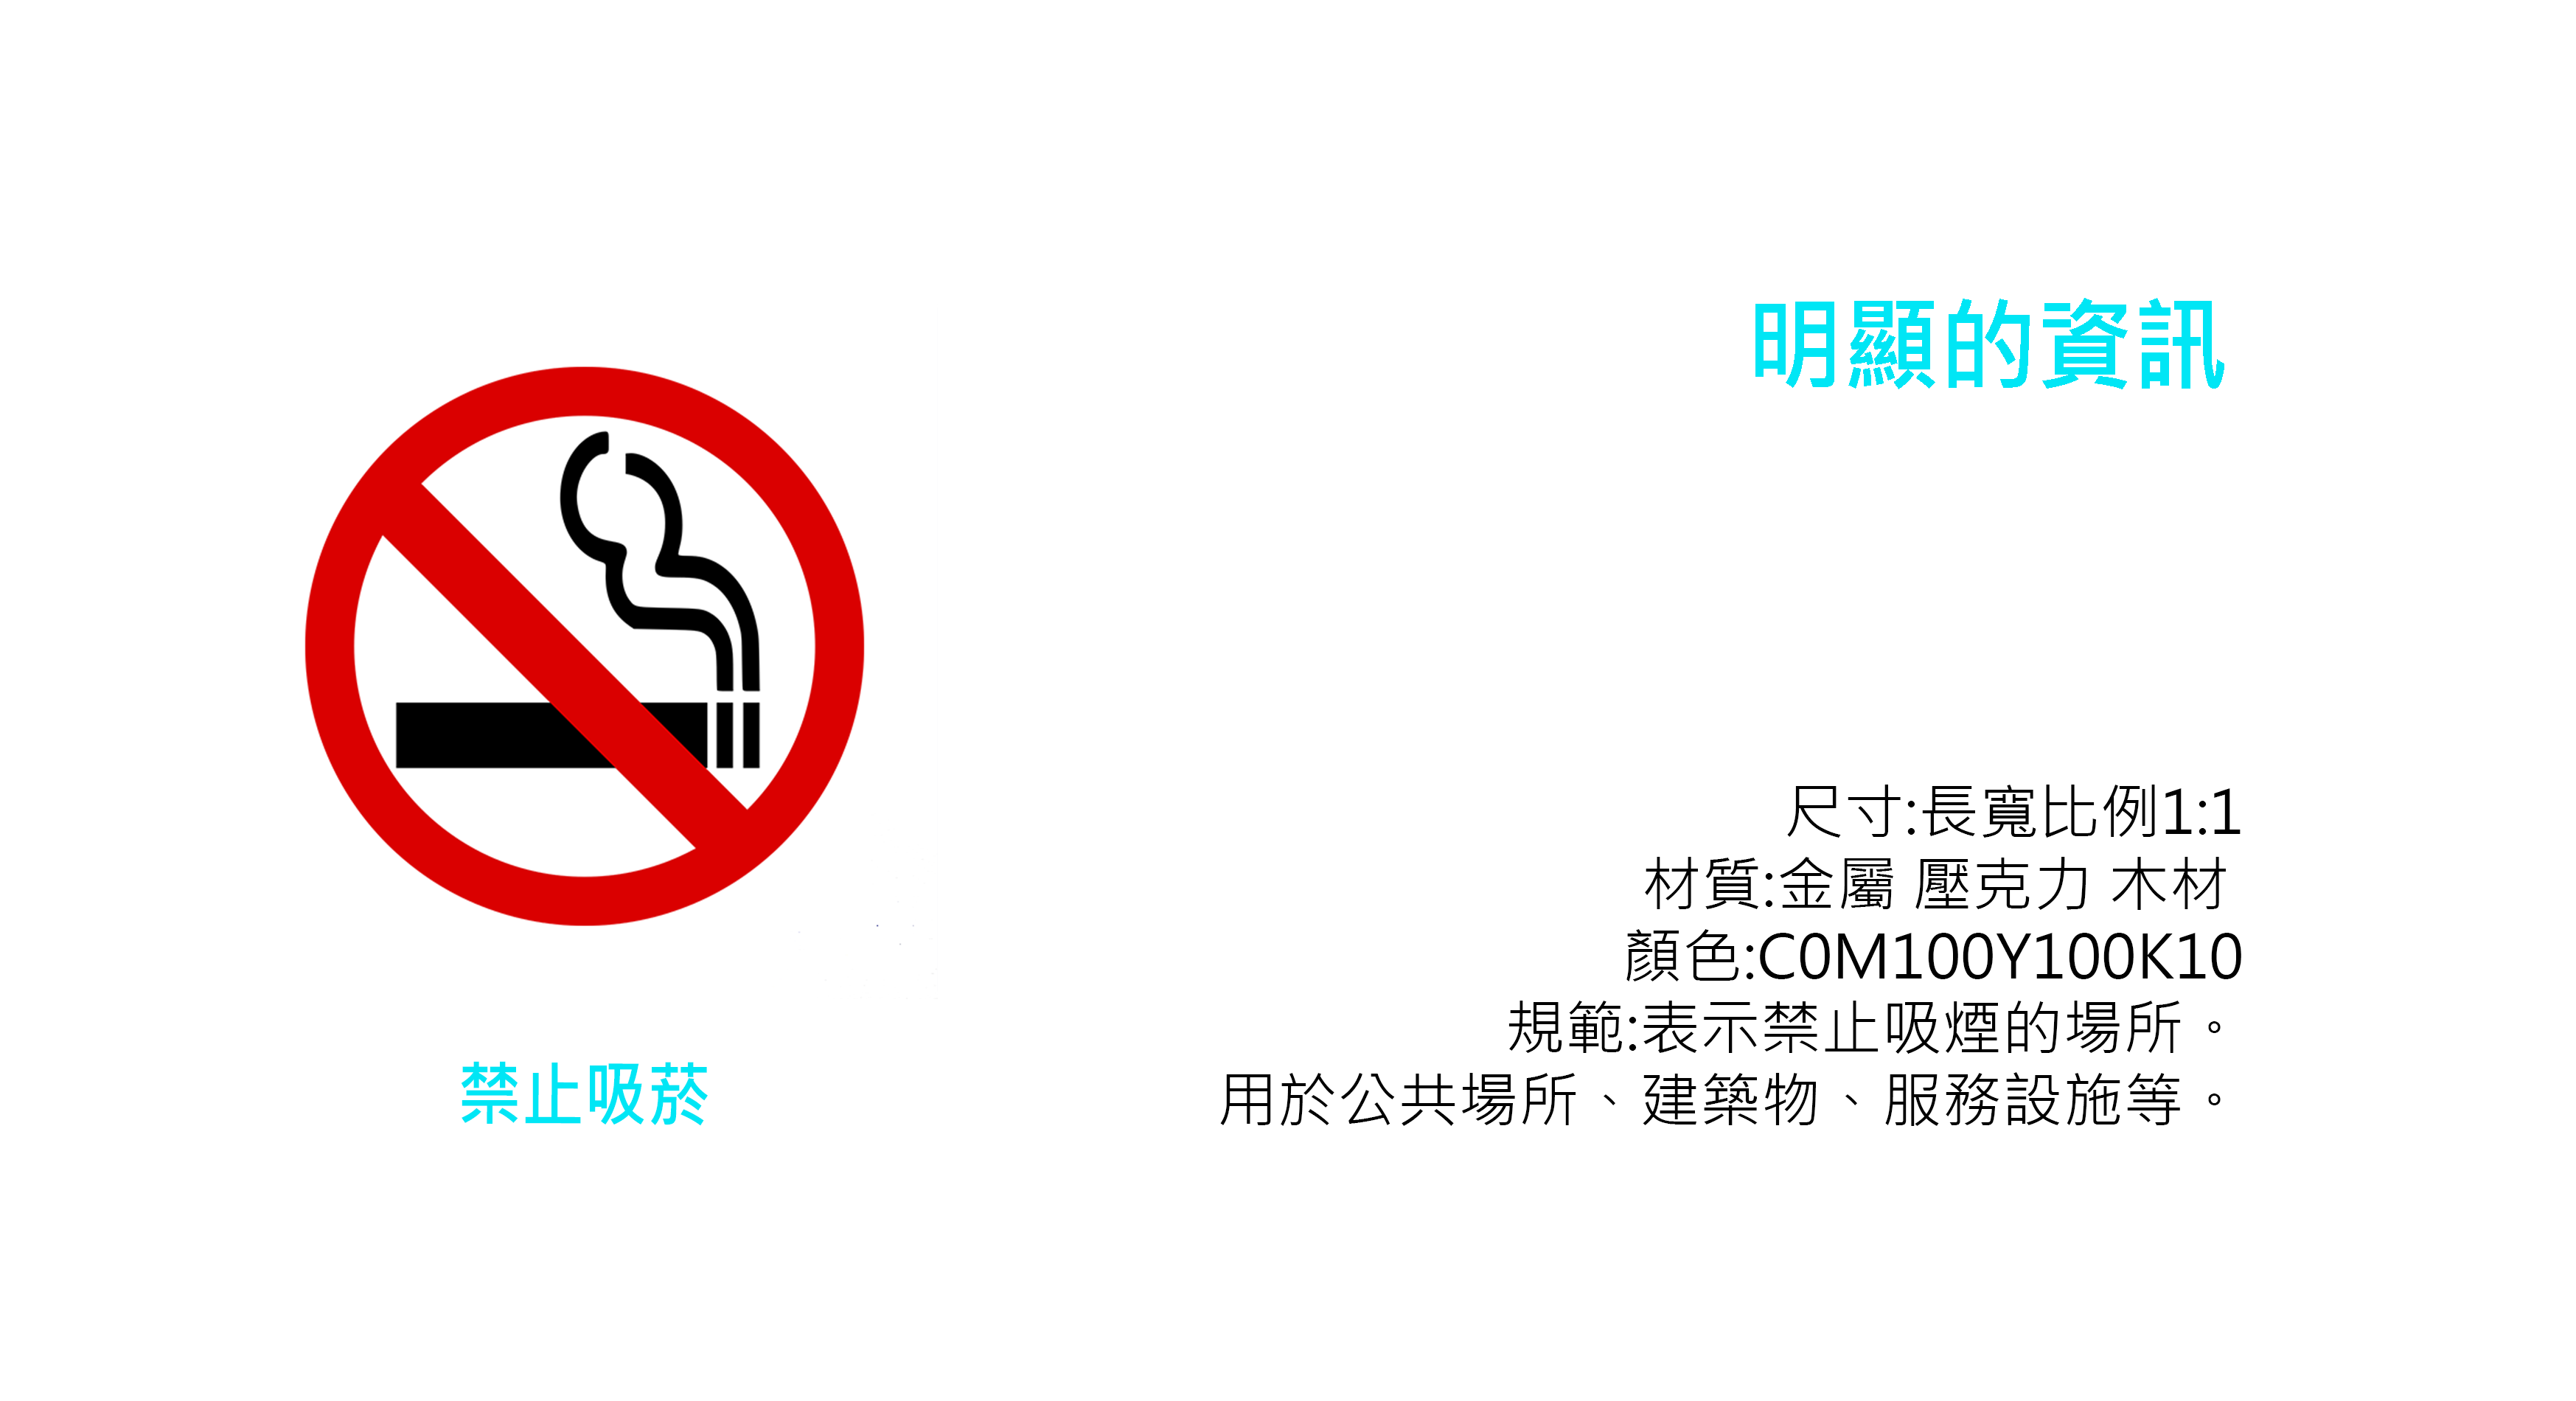 明顯的資訊
尺寸:長寬比例1:1
材質:金屬 壓克力 木材
顏色:C0M100Y100K10
規範:表示禁止吸煙的場所。
用於公共場所、建築物、服務設施等。
禁止吸菸